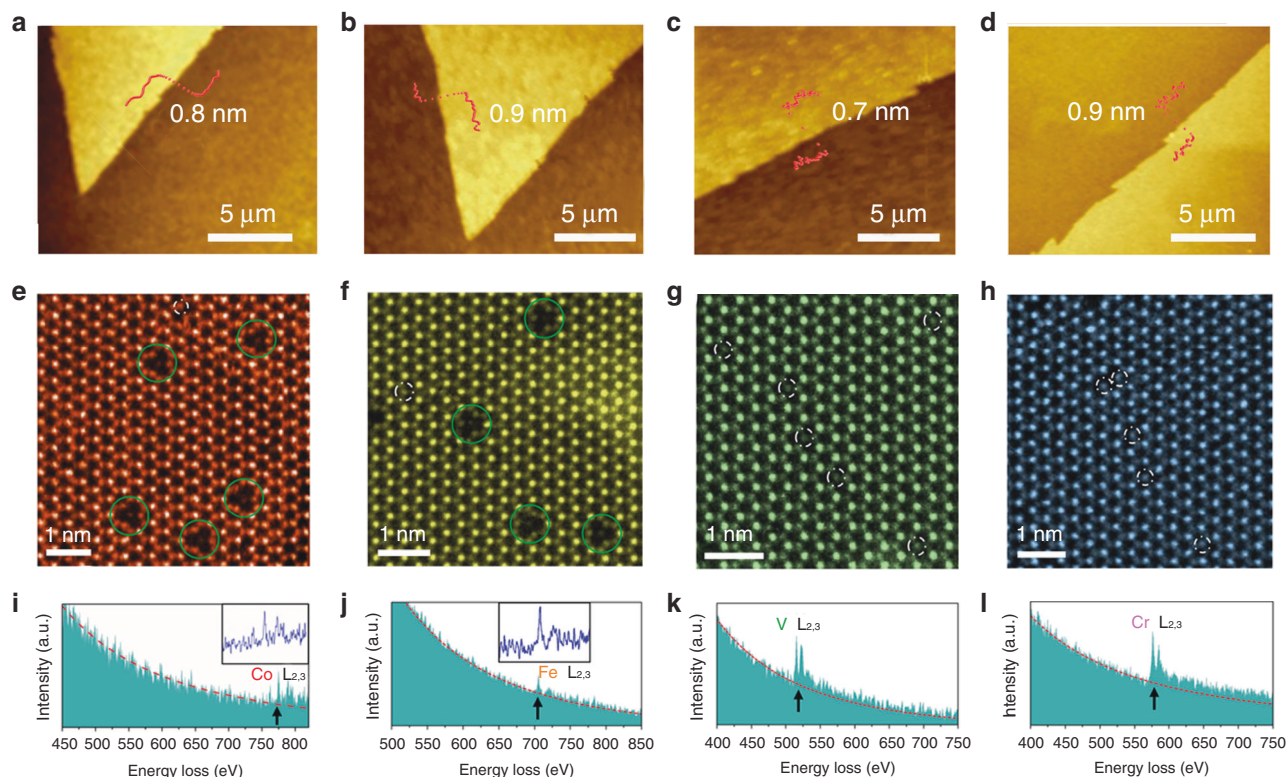 a
b
c
d
0.8 nm
0.9 nm
0.7 nm
0.9 nm
5 μm
5 μm
5 μm
5 μm
e
f
g
h
1 nm
1 nm
1 nm
1 nm
i
j
k
l
Intensity (a.u.)
Co L2,3
450 500 550 600 650 700 750 800
Energy loss (eV)
Intensity (a.u.)
Fe L2,3
500 550 600 650 700 750 800 850
Energy loss (eV)
Intensity (a.u.)
V L2,3
400 450 500 550 600 650 700 750
Energy loss (eV)
Intensity (a.u.)
Cr L2,3
400 450 500 550 600 650 700 750
Energy loss (eV)